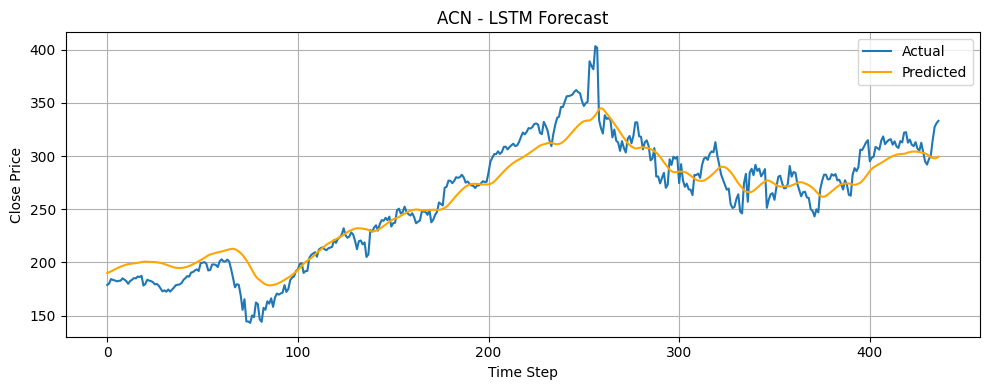 ACN - LSTM Forecast
Actual
Predicted
Close Price
400
350
300
250
200
150
0 100 200 300 400
Time Step